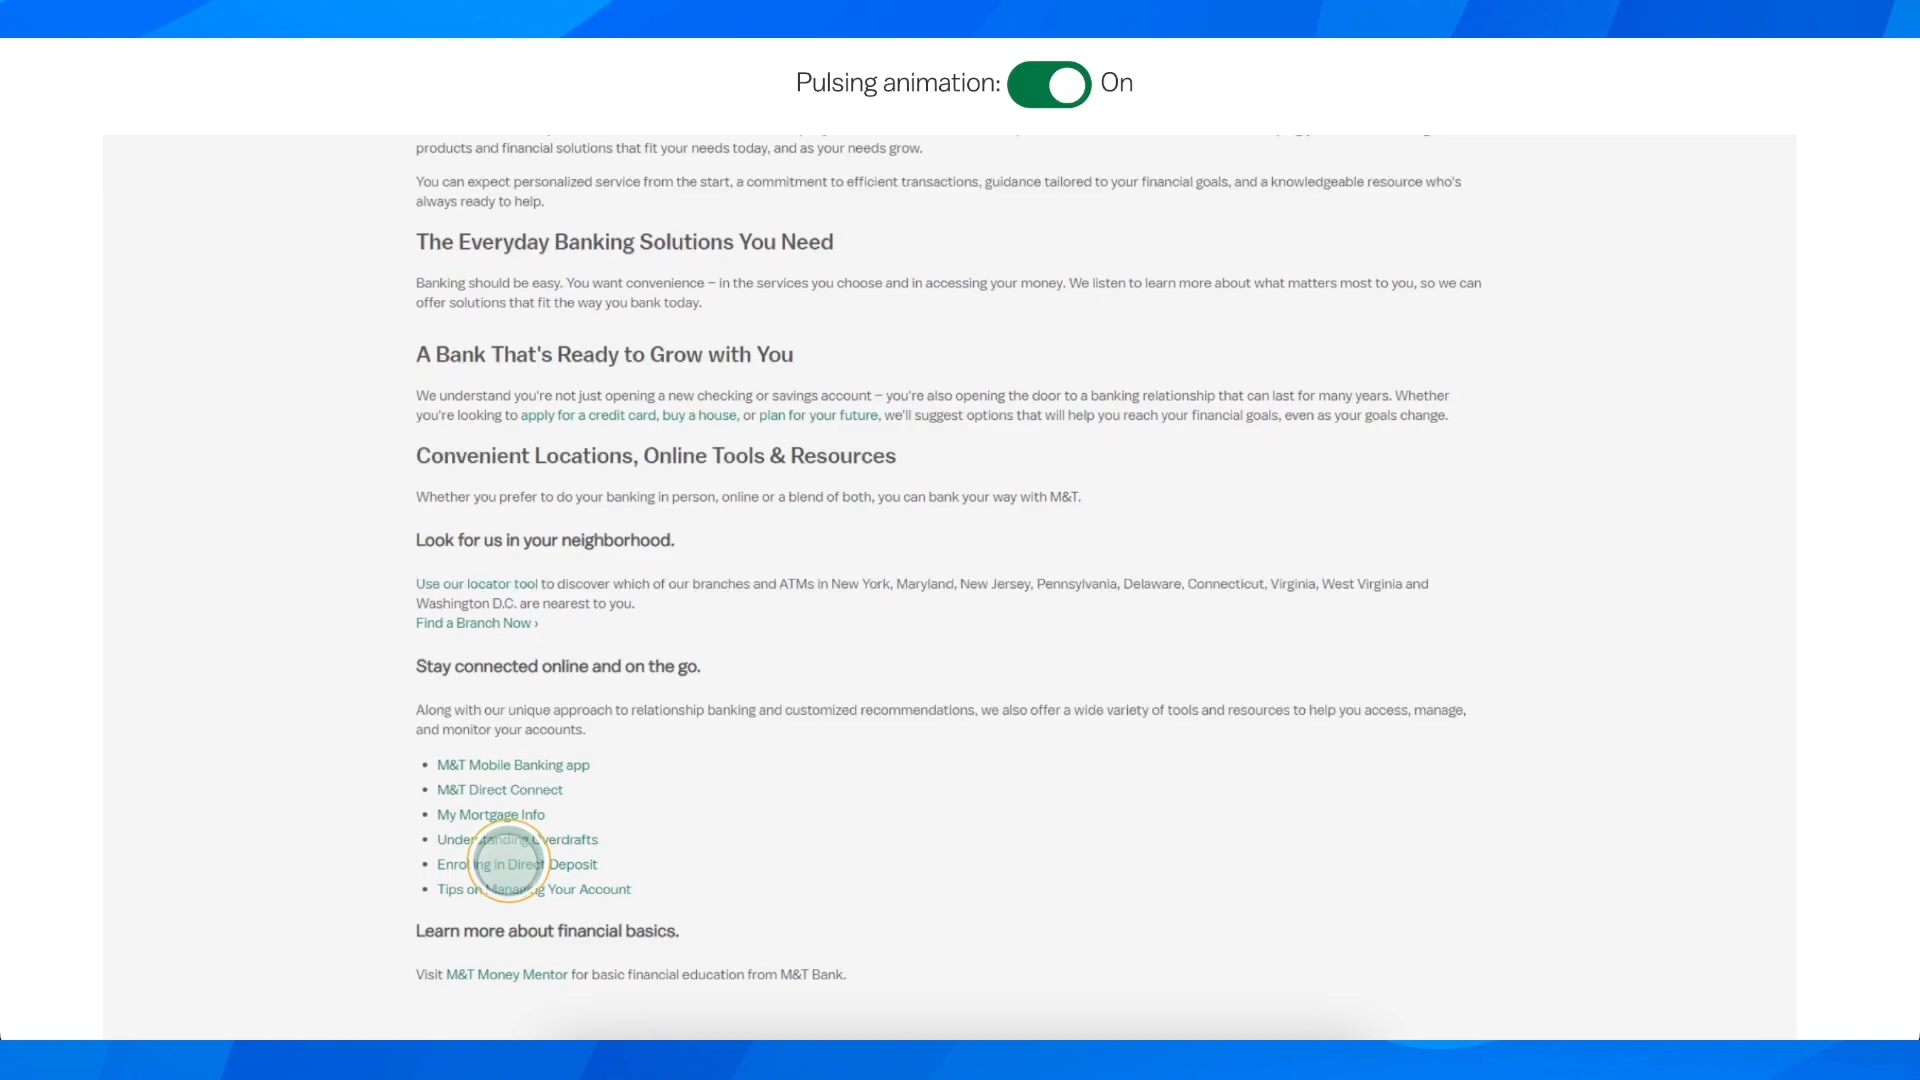 Pulsing animation: On
products and financial solutions that fit your needs today, and as your needs grow.
You can expect personalized service from the start, a commitment to efficient transactions, guidance tailored to your financial goals, and a knowledgeable resource who's
always ready to help.
The Everyday Banking Solutions You Need
Banking should be easy. You want convenience – in the services you choose and in accessing your money. We listen to learn more about what matters most to you, so we can
offer solutions that fit the way you bank today.
A Bank That's Ready to Grow with You
We understand you're not just opening a new checking or savings account – you're also opening the door to a banking relationship that can last for many years. Whether
you're looking to apply for a credit card, buy a house, or plan for your future, we'll suggest options that will help you reach your financial goals, even as your goals change.
Convenient Locations, Online Tools & Resources
Whether you prefer to do your banking in person, online or a blend of both, you can bank your way with M&T.
Look for us in your neighborhood.
Use our locator tool to discover which of our branches and ATMs in New York, Maryland, New Jersey, Pennsylvania, Delaware, Connecticut, Virginia, West Virginia and
Washington D.C. are nearest to you.
Find a Branch Now ›
Stay connected online and on the go.
Along with our unique approach to relationship banking and customized recommendations, we also offer a wide variety of tools and resources to help you access, manage,
and monitor your accounts.
• M&T Mobile Banking app
• M&T Direct Connect
• My Mortgage Info
• Understanding Overdrafts
• Enrolling in Direct Deposit
• Tips on Managing Your Account
Learn more about financial basics.
Visit M&T Money Mentor for basic financial education from M&T Bank.